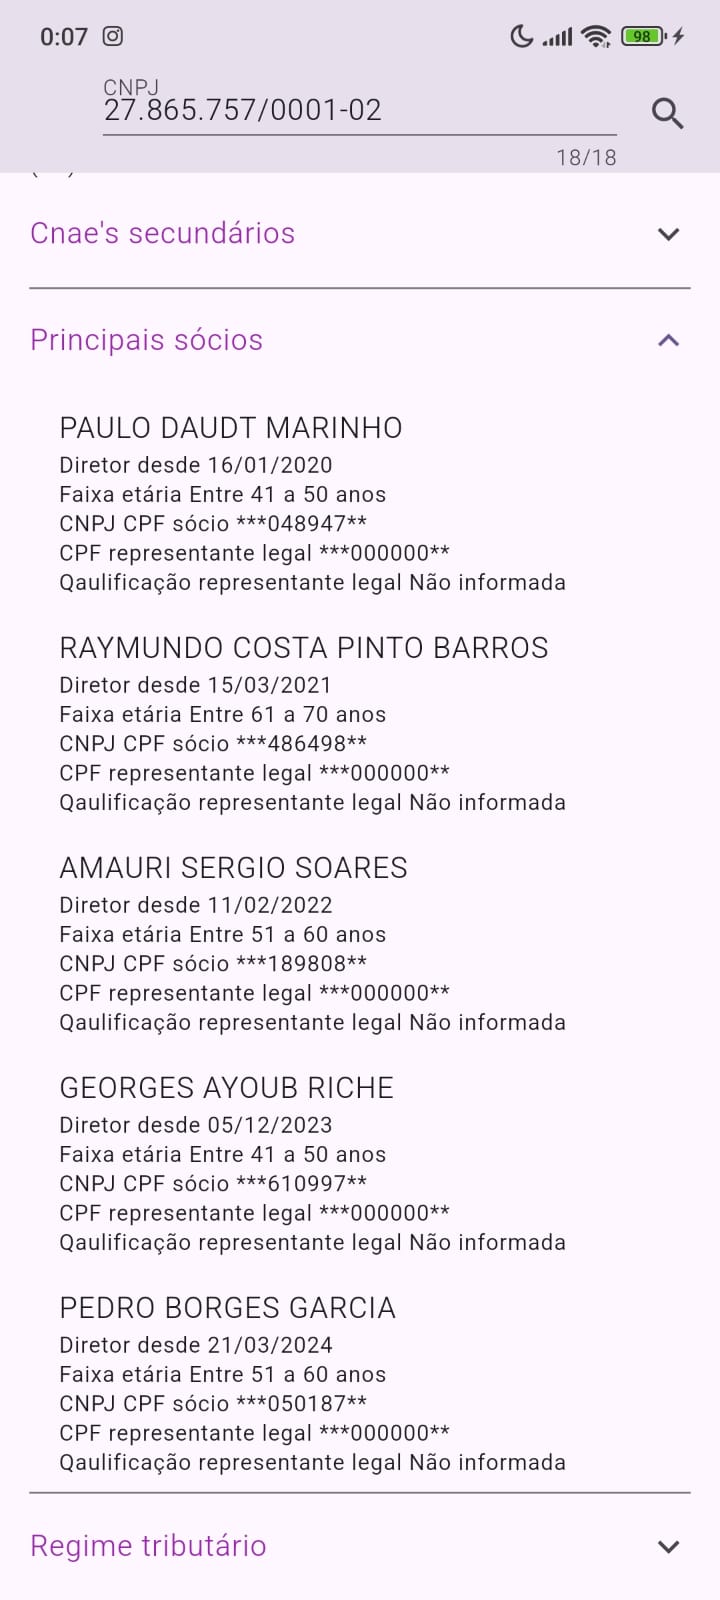 0:07
98
CNPJ
27.865.757/0001-02
18/18
Cnae's secundários
Principais sócios
PAULO DAUDT MARINHO
Diretor desde 16/01/2020
Faixa etária Entre 41 a 50 anos
CNPJ CPF sócio ***048947**
CPF representante legal ***000000**
Qaulificação representante legal Não informada
RAYMUNDO COSTA PINTO BARROS
Diretor desde 15/03/2021
Faixa etária Entre 61 a 70 anos
CNPJ CPF sócio ***486498**
CPF representante legal ***000000**
Qaulificação representante legal Não informada
AMAURI SERGIO SOARES
Diretor desde 11/02/2022
Faixa etária Entre 51 a 60 anos
CNPJ CPF sócio ***189808**
CPF representante legal ***000000**
Qaulificação representante legal Não informada
GEORGES AYOUB RICHE
Diretor desde 05/12/2023
Faixa etária Entre 41 a 50 anos
CNPJ CPF sócio ***610997**
CPF representante legal ***000000**
Qaulificação representante legal Não informada
PEDRO BORGES GARCIA
Diretor desde 21/03/2024
Faixa etária Entre 51 a 60 anos
CNPJ CPF sócio ***050187**
CPF representante legal ***000000**
Qaulificação representante legal Não informada
Regime tributário